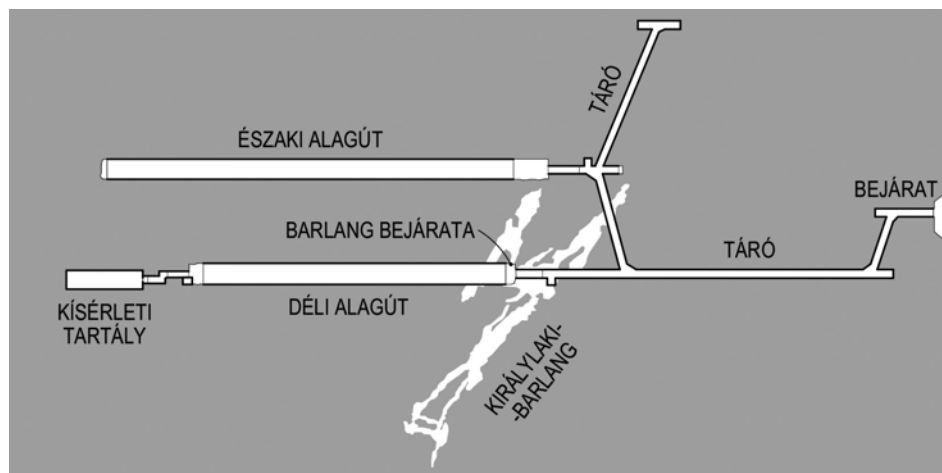 TÁRÓ
ÉSZAKI ALAGÚT
BEJÁRAT
BARLANG BEJÁRATA
TÁRÓ
KÍSÉRLETI
TARTÁLY
DÉLI ALAGÚT
KIRÁLYLAKI-
-BARLANG